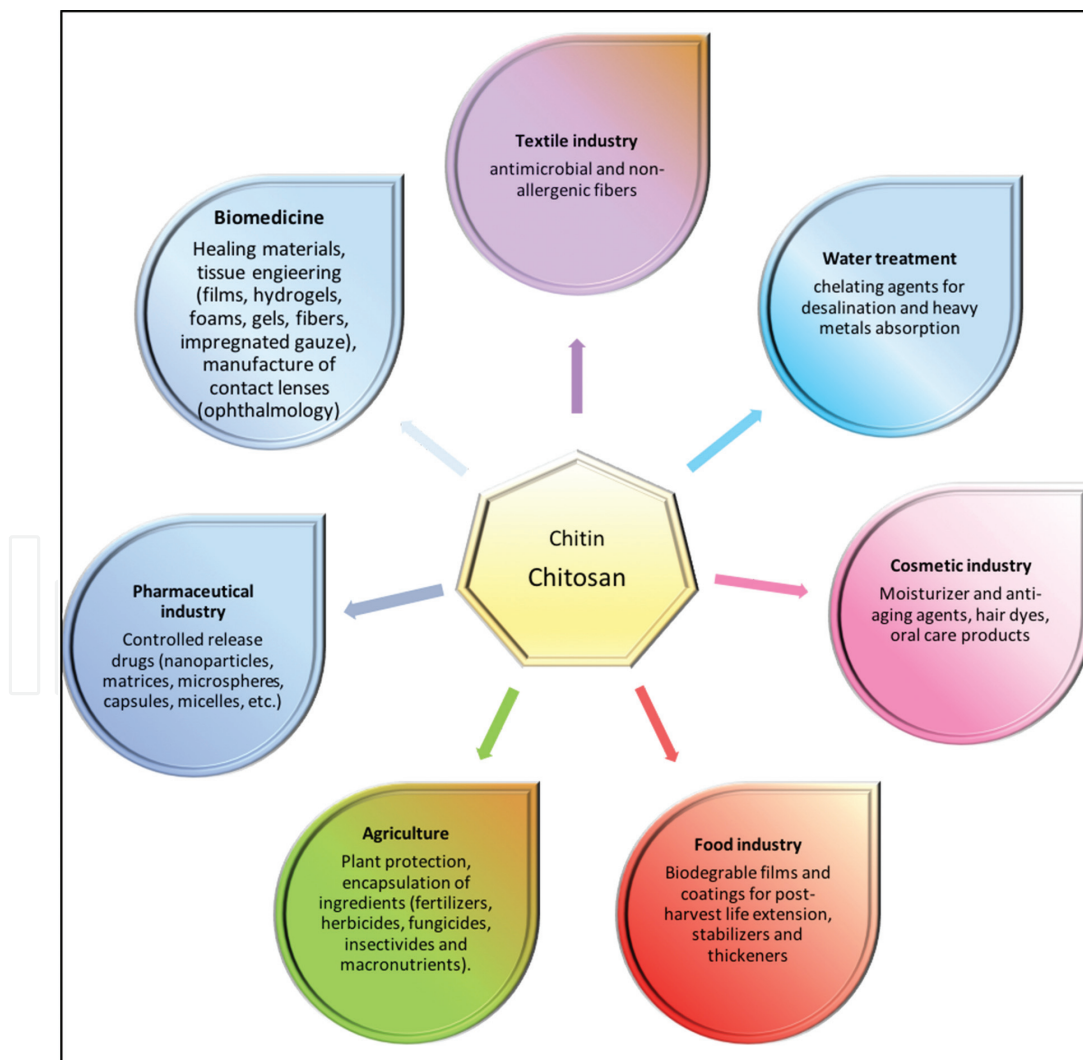 Textile industry
antimicrobial and non-
allergenic fibers
Biomedicine
Healing materials,
tissue engieering
(films, hydrogels,
foams, gels, fibers,
impregnated gauze),
manufacture of
contact lenses
(ophthalmology)
Water treatment
chelating agents for
desalination and heavy
metals absorption
Chitin
Chitosan
Cosmetic industry
Moisturizer and anti-
aging agents, hair dyes,
oral care products
Pharmaceutical
industry
Controlled release
drugs (nanoparticles,
matrices, microspheres,
capsules, micelles, etc.)
Agriculture
Plant protection,
encapsulation of
ingredients (fertilizers,
herbicides, fungicides,
insectivides and
macronutrients).
Food industry
Biodegrable films and
coatings for post-
harvest life extension,
stabilizers and
thickeners